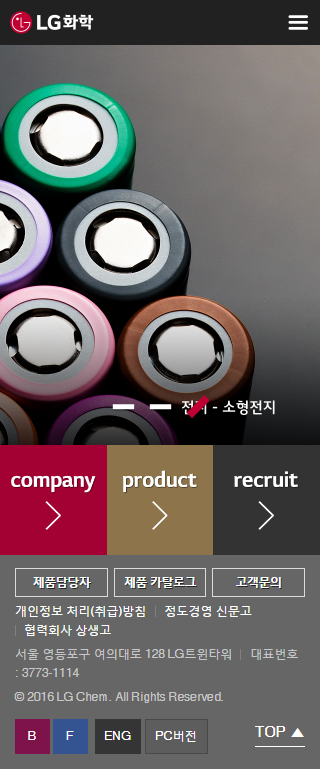 LG화학
전지 - 소형전지
company product recruit
제품담당자 제품 카탈로그 고객문의
개인정보 처리(취급)방침 | 정도경영 신문고
| 협력회사 상생고
서울 영등포구 여의대로 128 LG트윈타워 | 대표번호
: 3773-1114
© 2016 LG Chem. All Rights Reserved.
B F ENG PC버전 TOP